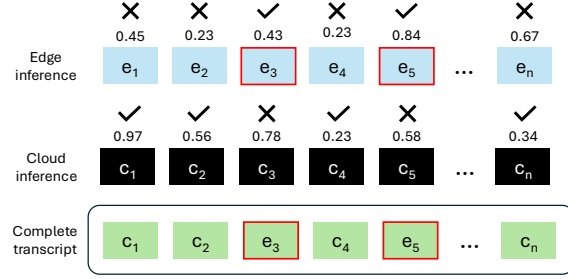 0.45 0.23 0.43 0.23 0.84 0.67
Edge inference e₁ e₂ e₃ e₄ e₅ ... eₙ
0.97 0.56 0.78 0.23 0.58 0.34
Cloud inference c₁ c₂ c₃ c₄ c₅ ... cₙ
Complete transcript c₁ c₂ e₃ c₄ e₅ ... cₙ